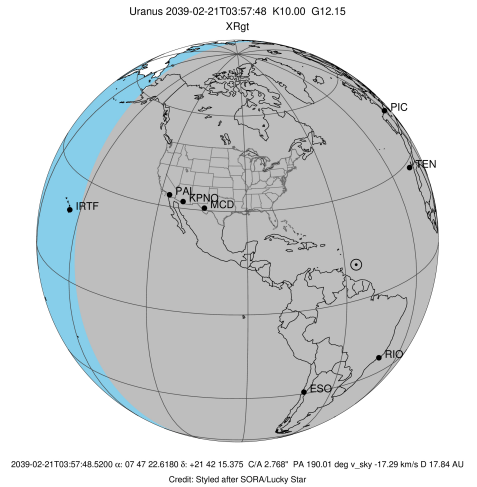 Uranus 2039-02-21T03:57:48 K10.00 G12.15
XRgt
PIC
TEN
PAL
KPNO
MCD
IRTF
RIO
ESO
2039-02-21T03:57:48.5200 α: 07 47 22.6180 δ: +21 42 15.375 C/A 2.768" PA 190.01 deg v_sky -17.29 km/s D 17.84 AU
Credit: Styled after SORA/Lucky Star